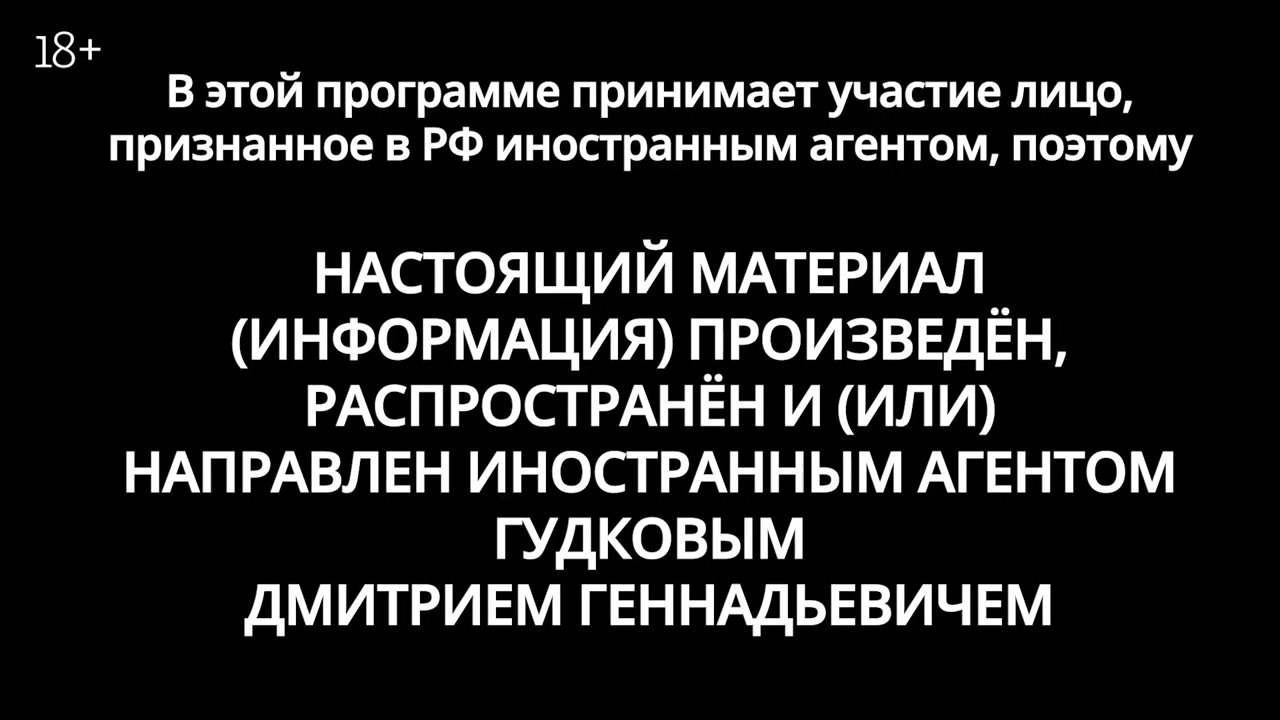 18+
В этой программе принимает участие лицо,
признанное в РФ иностранным агентом, поэтому
НАСТОЯЩИЙ МАТЕРИАЛ
(ИНФОРМАЦИЯ) ПРОИЗВЕДЁН,
РАСПРОСТРАНЁН И (ИЛИ)
НАПРАВЛЕН ИНОСТРАННЫМ АГЕНТОМ
ГУДКОВЫМ
ДМИТРИЕМ ГЕННАДЬЕВИЧЕМ